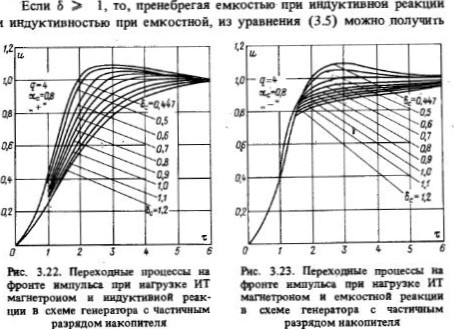 Если δ ⩾ 1, то, пренебрегая емкостью при индуктивной реакции
и индуктивностью при емкостной, из уравнения (3.5) можно получить
1,2
u
1,0
q=4
αc=0,8
„+”
0,8
0,6
0,4
0,2
δc=0,447
0,5
0,6
0,7
0,8
0,9
1,0
1,1
δc=1,2
0 1 2 3 4 5 6
τ
Рис. 3.22. Переходные процессы на
фронте импульса при нагрузке ИТ
магнетроном и индуктивной реак-
ции в схеме генератора с частичным
разрядом накопителя
1,2
u
1,0
q=4
αc=0,8
„−”
0,8
0,6
0,4
0,2
δc=0,447
0,5
0,6
0,7
0,8
0,9
1,0
1,1
δc=1,2
0 1 2 3 4 5 6
τ
Рис. 3.23. Переходные процессы на
фронте импульса при нагрузке ИТ
магнетроном и емкостной реакции
в схеме генератора с частичным
разрядом накопителя